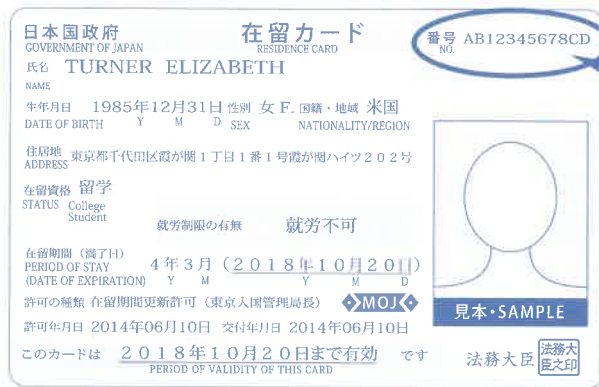 日本国政府 在留カード 番号 AB12345678CD
GOVERNMENT OF JAPAN RESIDENCE CARD NO.
氏名 TURNER ELIZABETH
NAME
生年月日 1985年12月31日 性別 女 F. 国籍・地域 米国
DATE OF BIRTH Y M D SEX NATIONALITY/REGION
住居地 東京都千代田区霞が関1丁目1番1号霞が関ハイツ202号
ADDRESS
在留資格 留学
STATUS College
Student
就労制限の有無 就労不可
在留期間(満了日) 4年3月(2018年10月20日)
PERIOD OF STAY
(DATE OF EXPIRATION) Y M Y M D
許可の種類 在留期間更新許可(東京入国管理局長) MOJ
見本・SAMPLE
許可年月日 2014年06月10日 交付年月日 2014年06月10日
このカードは 2018年10月20日まで有効 です
PERIOD OF VALIDITY OF THIS CARD
法務大臣 法務大臣之印